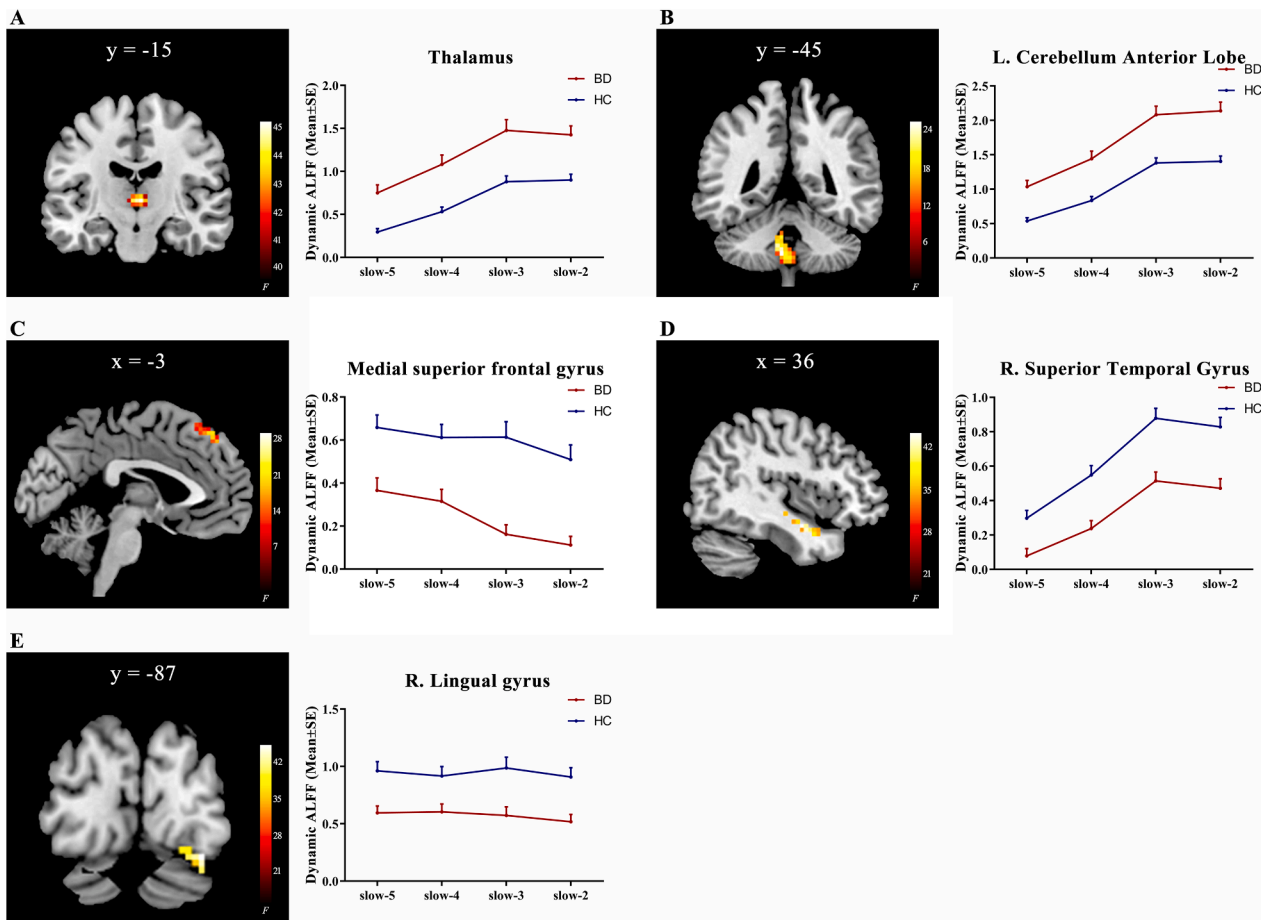 A
y = -15
45
44
43
42
41
40
F
Thalamus
BD
HC
Dynamic ALFF (Mean±SE)
2.0
1.5
1.0
0.5
0.0
slow-5 slow-4 slow-3 slow-2
B
y = -45
24
18
12
6
F
L. Cerebellum Anterior Lobe
BD
HC
Dynamic ALFF (Mean±SE)
2.5
2.0
1.5
1.0
0.5
0.0
slow-5 slow-4 slow-3 slow-2
C
x = -3
28
21
14
7
F
Medial superior frontal gyrus
BD
HC
Dynamic ALFF (Mean±SE)
0.8
0.6
0.4
0.2
0.0
slow-5 slow-4 slow-3 slow-2
D
x = 36
42
35
28
21
F
R. Superior Temporal Gyrus
BD
HC
Dynamic ALFF (Mean±SE)
1.0
0.8
0.6
0.4
0.2
0.0
slow-5 slow-4 slow-3 slow-2
E
y = -87
42
35
28
21
F
R. Lingual gyrus
BD
HC
Dynamic ALFF (Mean±SE)
1.5
1.0
0.5
0.0
slow-5 slow-4 slow-3 slow-2